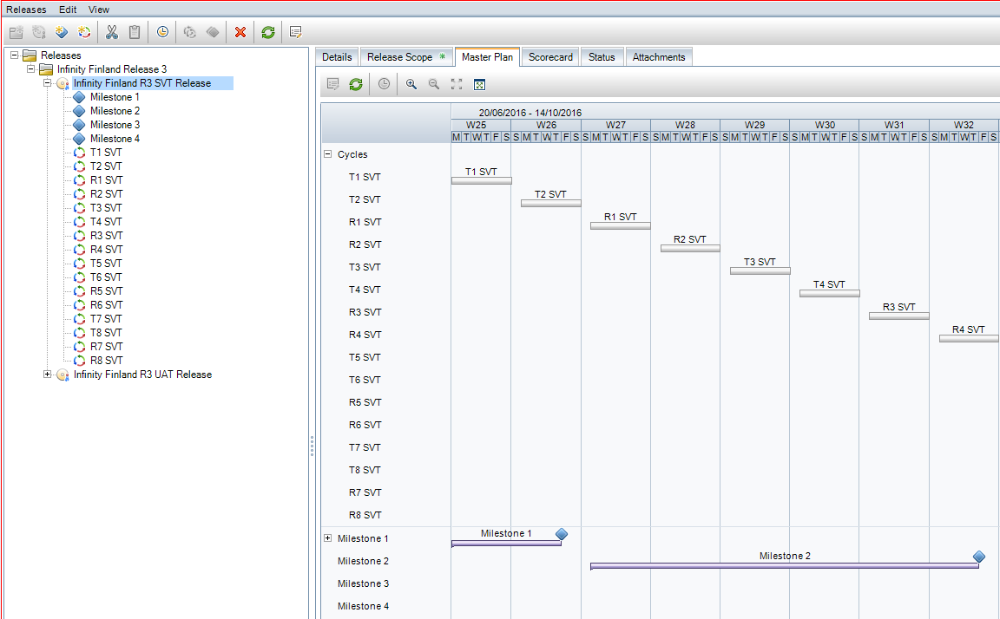 Releases Edit View
Releases
Infinity Finland Release 3
Infinity Finland R3 SVT Release
Milestone 1
Milestone 2
Milestone 3
Milestone 4
T1 SVT
T2 SVT
R1 SVT
R2 SVT
T3 SVT
T4 SVT
R3 SVT
R4 SVT
T5 SVT
T6 SVT
R5 SVT
R6 SVT
T7 SVT
T8 SVT
R7 SVT
R8 SVT
Infinity Finland R3 UAT Release
Details Release Scope * Master Plan Scorecard Status Attachments
20/06/2016 - 14/10/2016
W25 W26 W27 W28 W29 W30 W31 W32
M T W T F S S M T W T F S S M T W T F S S M T W T F S S M T W T F S S M T W T F S S M T W T F S S M T W T F S
Cycles
T1 SVT T1 SVT
T2 SVT T2 SVT
R1 SVT R1 SVT
R2 SVT R2 SVT
T3 SVT T3 SVT
T4 SVT T4 SVT
R3 SVT R3 SVT
R4 SVT R4 SVT
T5 SVT
T6 SVT
R5 SVT
R6 SVT
T7 SVT
T8 SVT
R7 SVT
R8 SVT
Milestone 1 Milestone 1
Milestone 2 Milestone 2
Milestone 3
Milestone 4